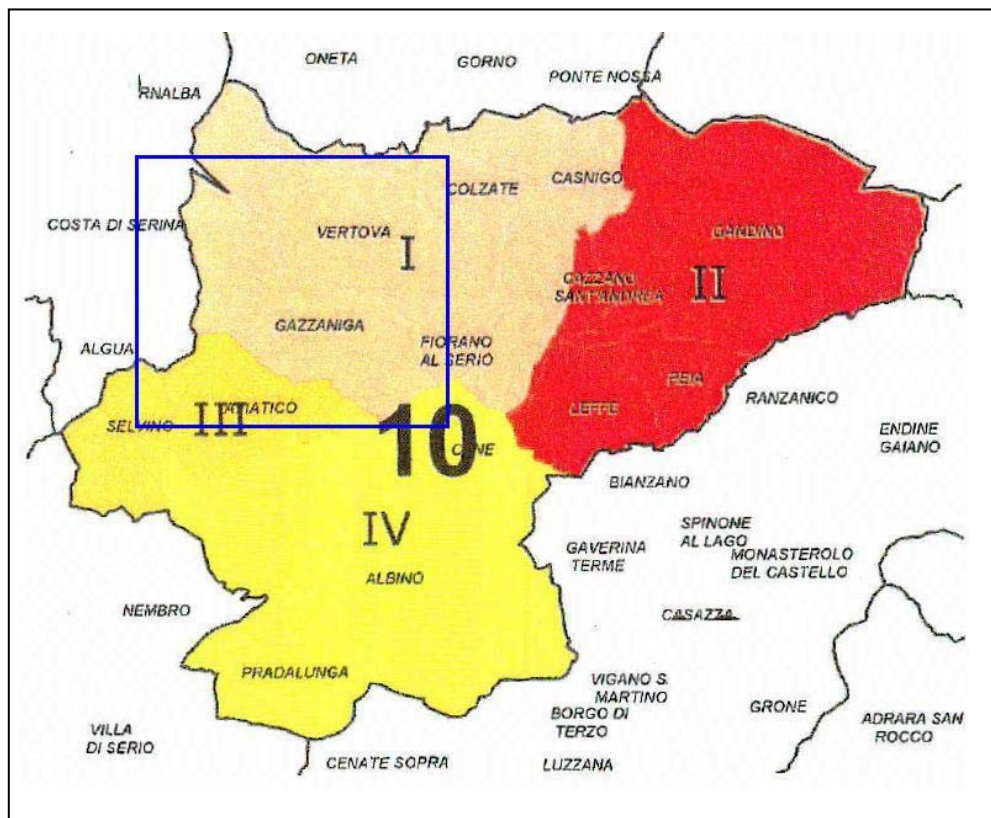 ONETA
GORNO
PONTE NOSSA
RNALBA
COLZATE
CASNIGO
COSTA DI SERINA
VERTOVA
I
GANDINO
CAZZANO
SANT'ANDREA
II
GAZZANIGA
FIORANO
AL SERIO
ALGUA
PEIA
RANZANICO
LEFFE
SELVINO
III
10
CENE
ENDINE
GAIANO
BIANZANO
IV
SPINONE
AL LAGO
GAVERINA
TERME
MONASTEROLO
DEL CASTELLO
ALBINO
NEMBRO
CASAZZA
PRADALUNGA
VIGANO S.
MARTINO
GRONE
BORGO DI
TERZO
ADRARA SAN
ROCCO
VILLA
DI SERIO
CENATE SOPRA
LUZZANA